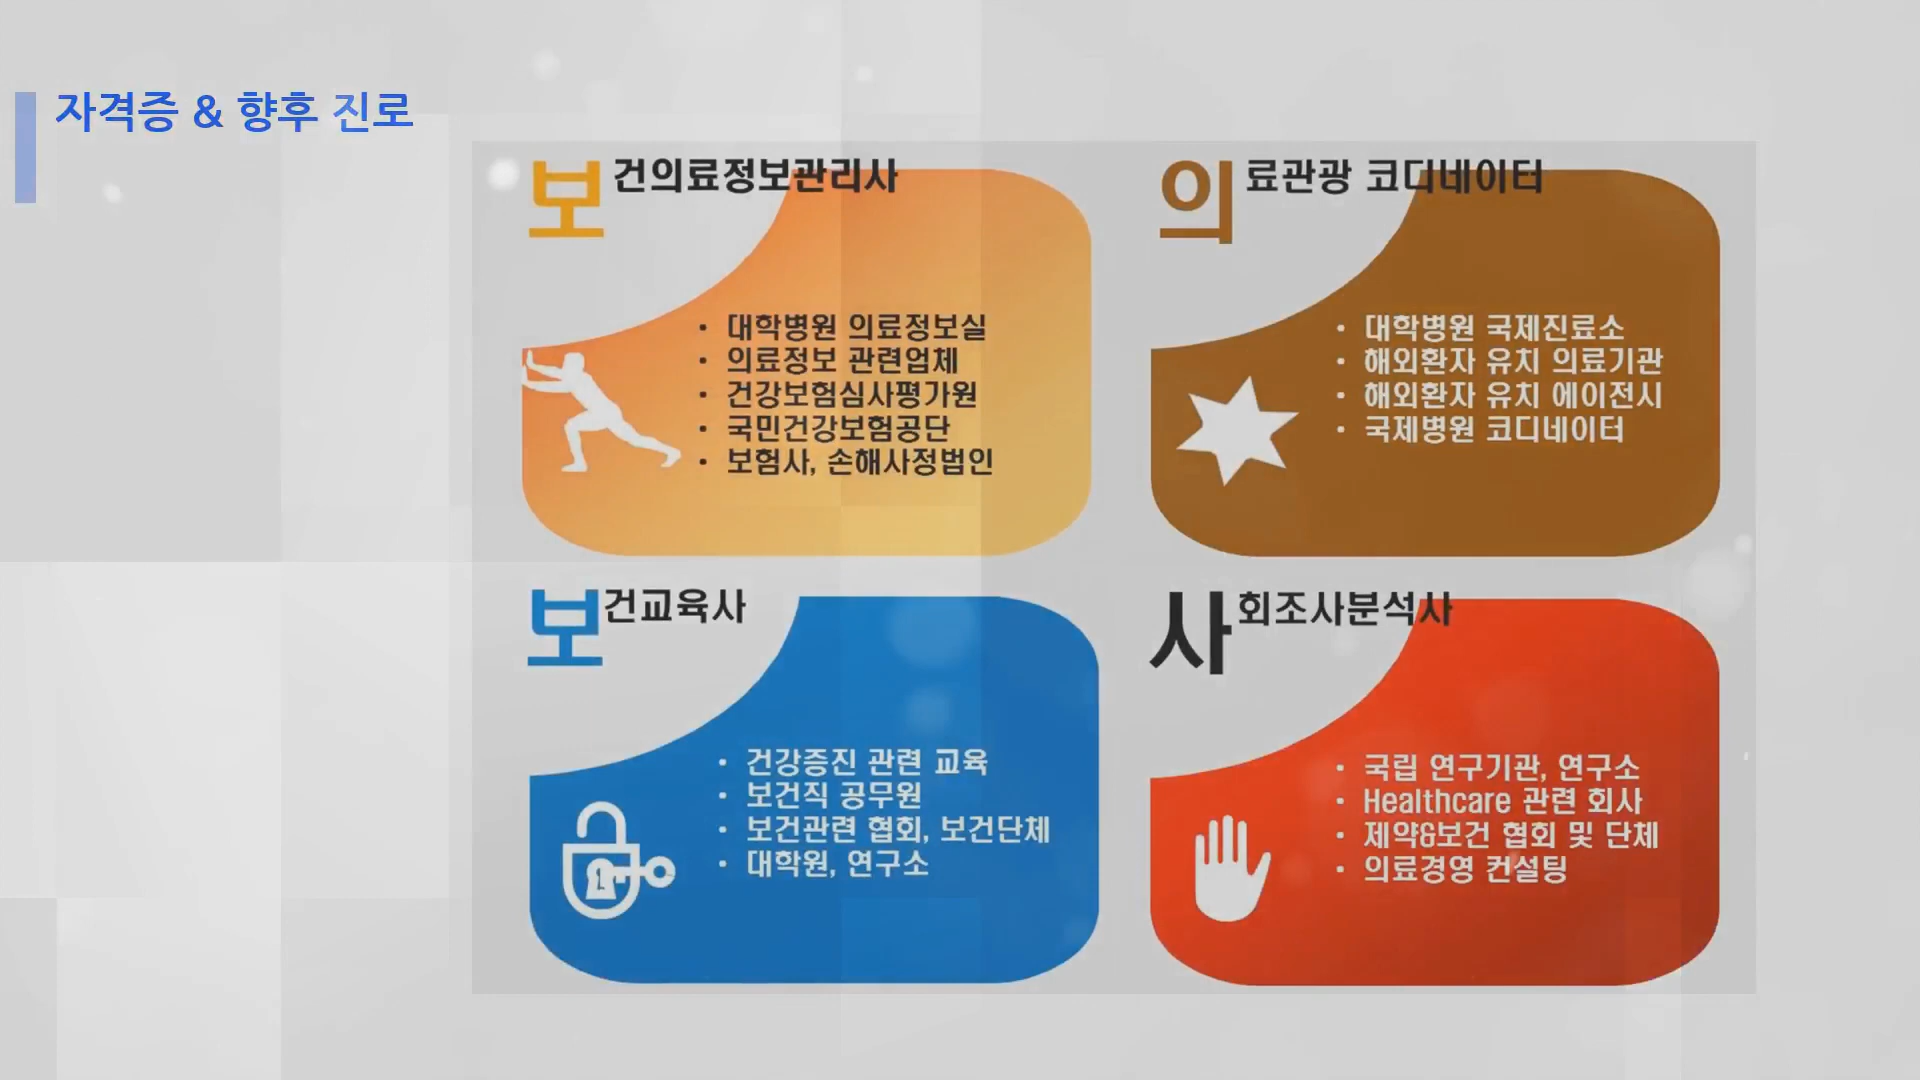 자격증 & 향후 진로
보건의료정보관리사
• 대학병원 의료정보실
• 의료정보 관련업체
• 건강보험심사평가원
• 국민건강보험공단
• 보험사, 손해사정법인
의료관광 코디네이터
• 대학병원 국제진료소
• 해외환자 유치 의료기관
• 해외환자 유치 에이전시
• 국제병원 코디네이터
보건교육사
• 건강증진 관련 교육
• 보건직 공무원
• 보건관련 협회, 보건단체
• 대학원, 연구소
사회조사분석사
• 국립 연구기관, 연구소
• Healthcare 관련 회사
• 제약&보건 협회 및 단체
• 의료경영 컨설팅